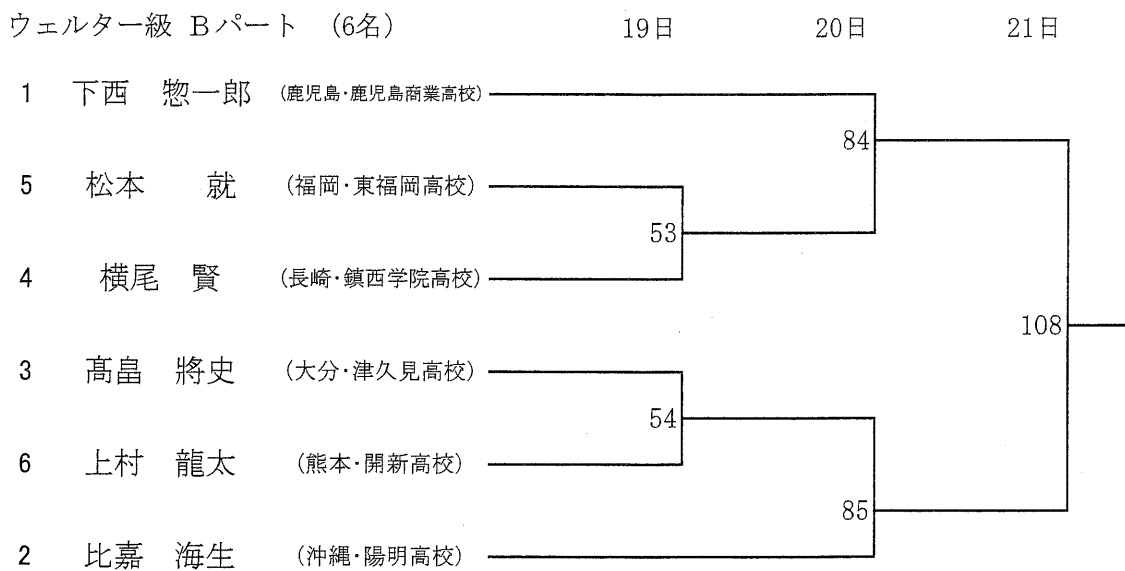 ウェルター級 Bパート (6名) 19日 20日 21日
1 下西 惣一郎 (鹿児島・鹿児島商業高校)
84
5 松本 就 (福岡・東福岡高校)
53
4 横尾 賢 (長崎・鎮西学院高校)
108
3 髙畠 將史 (大分・津久見高校)
54
6 上村 龍太 (熊本・開新高校)
85
2 比嘉 海生 (沖縄・陽明高校)